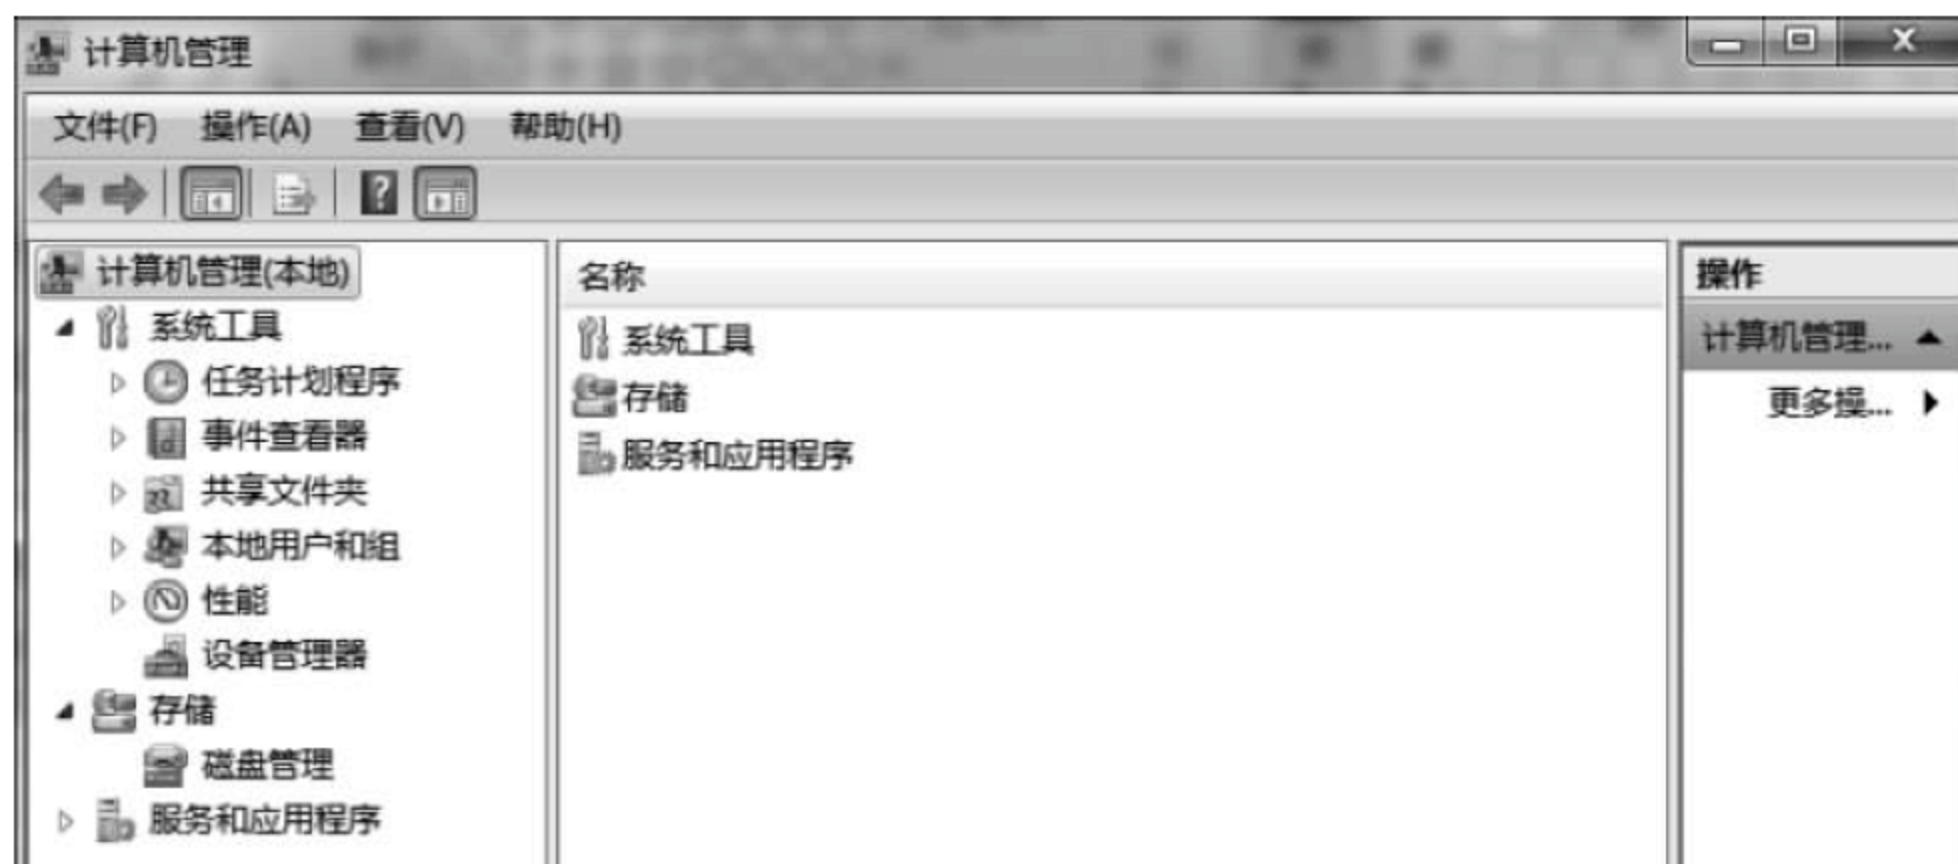 计算机管理
文件(F) 操作(A) 查看(V) 帮助(H)
计算机管理(本地)
系统工具
任务计划程序
事件查看器
共享文件夹
本地用户和组
性能
设备管理器
存储
磁盘管理
服务和应用程序
名称
系统工具
存储
服务和应用程序
操作
计算机管理...
更多操...